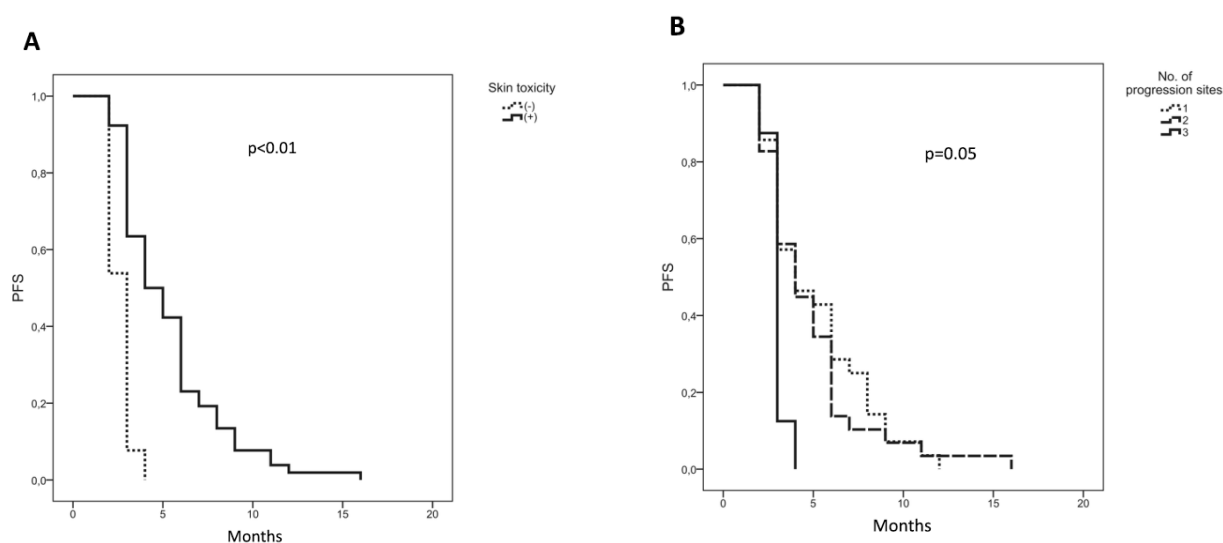 A
Skin toxicity
(-)
(+)
p<0.01
1,0
0,8
0,6
0,4
0,2
0,0
PFS
0 5 10 15 20
Months
B
No. of
progression sites
1
2
3
p=0.05
1,0
0,8
0,6
0,4
0,2
0,0
PFS
0 5 10 15 20
Months